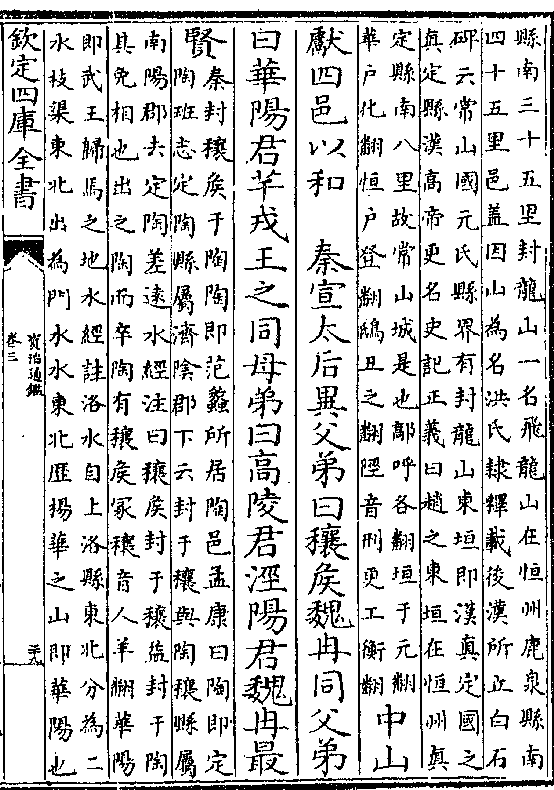 縣南三十五里封龍山一名飛龍山在恒州鹿泉縣南
四十五里邑蓋因山為名洪氏隸釋載後漢所立白石
碑云常山國元氏縣界有封龍山東垣即漢真定國之
真定縣漢高帝更名史記正義曰趙之東垣在恒州真
定縣南八里故常山城是也鄗呼各翻垣于元翻
華戶化翻恒戶登翻鴟丑之翻陘音刑更工衡翻
中山
獻四邑以和　秦宣太后異父弟曰穰侯魏冉同父弟
曰華陽君芊戎王之同母弟曰高陵君涇陽君魏冉最
賢
秦封穰侯于陶陶即范蠡所居陶邑孟康曰陶即定
陶班志定陶縣屬濟陰郡下云封于穰與陶穰縣屬
南陽郡去定陶差遠水經注曰穰侯封于穰益封于陶
具免相也出之陶而卒陶有穰侯冢穰音人羊翻華陽
即武王歸馬之地水經註洛水自上洛縣東北分為二
水枝渠東北出為門水水東北歷揚華之山即華陽也
欽定四庫全書
資治通鑑
卷三
二十九